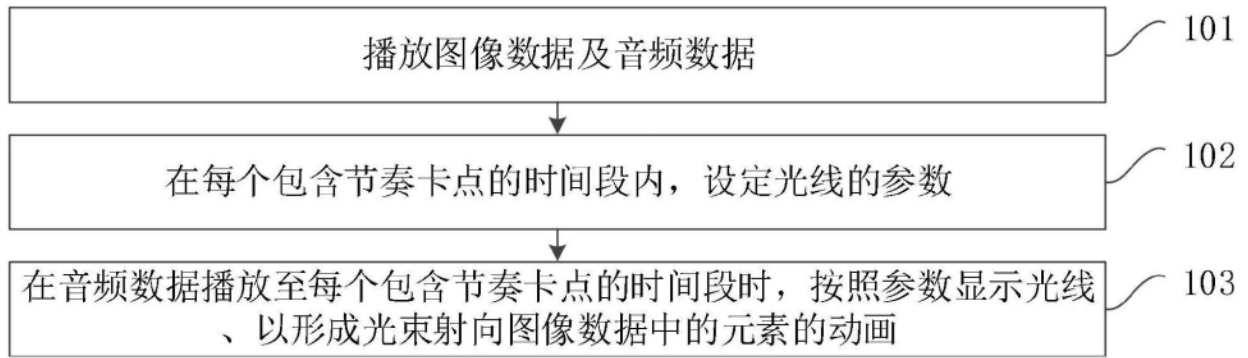 播放图像数据及音频数据
101
在每个包含节奏卡点的时间段内，设定光线的参数
102
在音频数据播放至每个包含节奏卡点的时间段时，按照参数显示光线
、以形成光束射向图像数据中的元素的动画
103